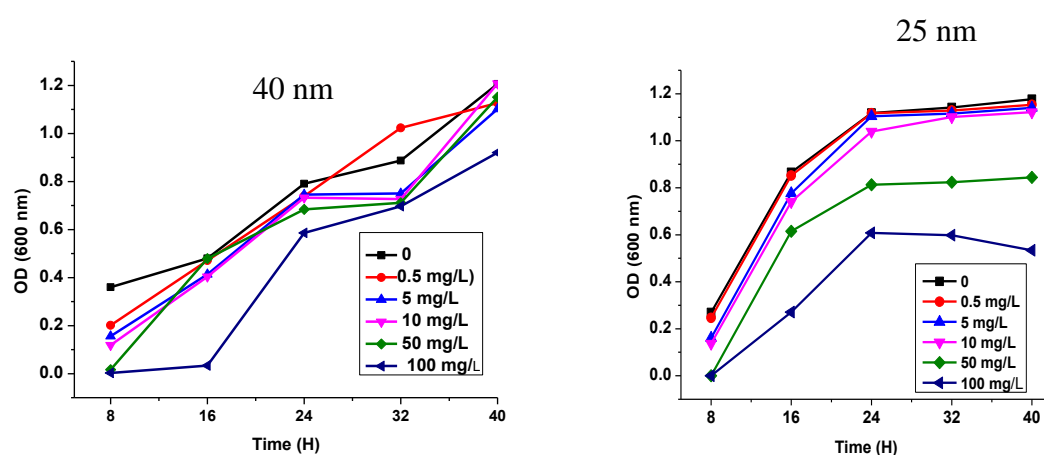 40 nm
OD (600 nm)
1.2
1.0
0.8
0.6
0.4
0.2
0.0
0
0.5 mg/L)
5 mg/L
10 mg/L
50 mg/L
100 mg/L
8
16
24
32
40
Time (H)
25 nm
OD (600 nm)
1.2
1.0
0.8
0.6
0.4
0.2
0.0
0
0.5 mg/L
5 mg/L
10 mg/L
50 mg/L
100 mg/L
8
16
24
32
40
Time (H)